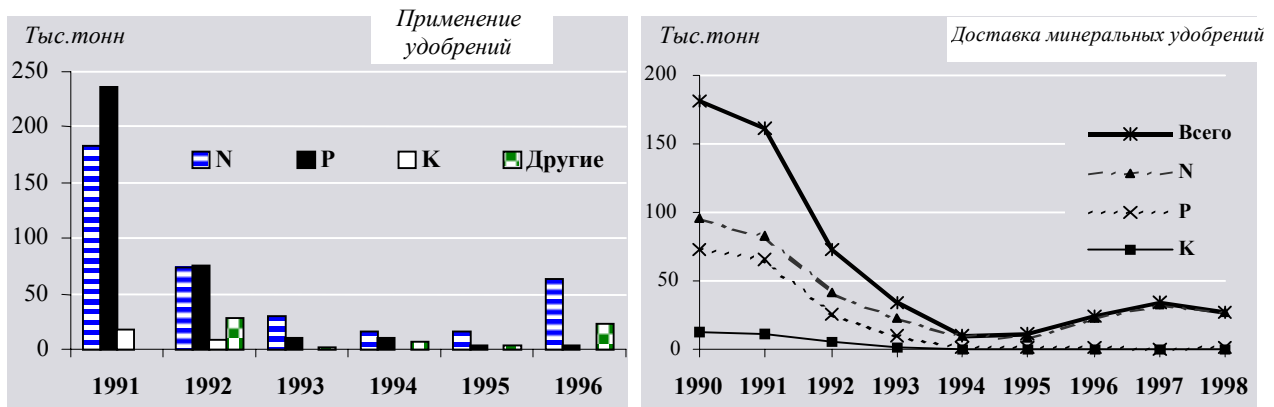 Применение
удобрений
Тыс.тонн
250
200
150
100
50
0
N P K Другие
1991 1992 1993 1994 1995 1996
Доставка минеральных удобрений
Тыс.тонн
200
150
100
50
0
Всего
N
P
K
1990 1991 1992 1993 1994 1995 1996 1997 1998